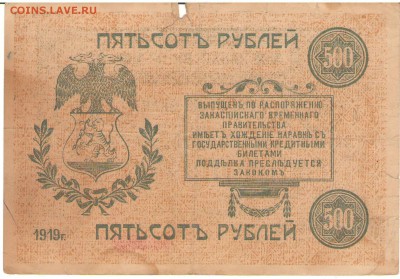 COINS.LAVE.RU
ПЯТЬСОТЪ РУБЛЕЙ
500
ВЫПУЩЕНЪ ПО РАСПОРЯЖЕНИЮ
ЗАКАСПІЙСКАГО ВРЕМЕННАГО
ПРАВИТЕЛЬСТВА
ИМѢЕТЪ ХОЖДЕНІЕ НАРАВНѢ СЪ
ГОСУДАРСТВЕННЫМИ КРЕДИТНЫМИ
БИЛЕТАМИ
ПОДДѢЛКА ПРЕСЛѢДУЕТСЯ
ЗАКОНОМЪ
1919г.
ПЯТЬСОТЪ РУБЛЕЙ
500